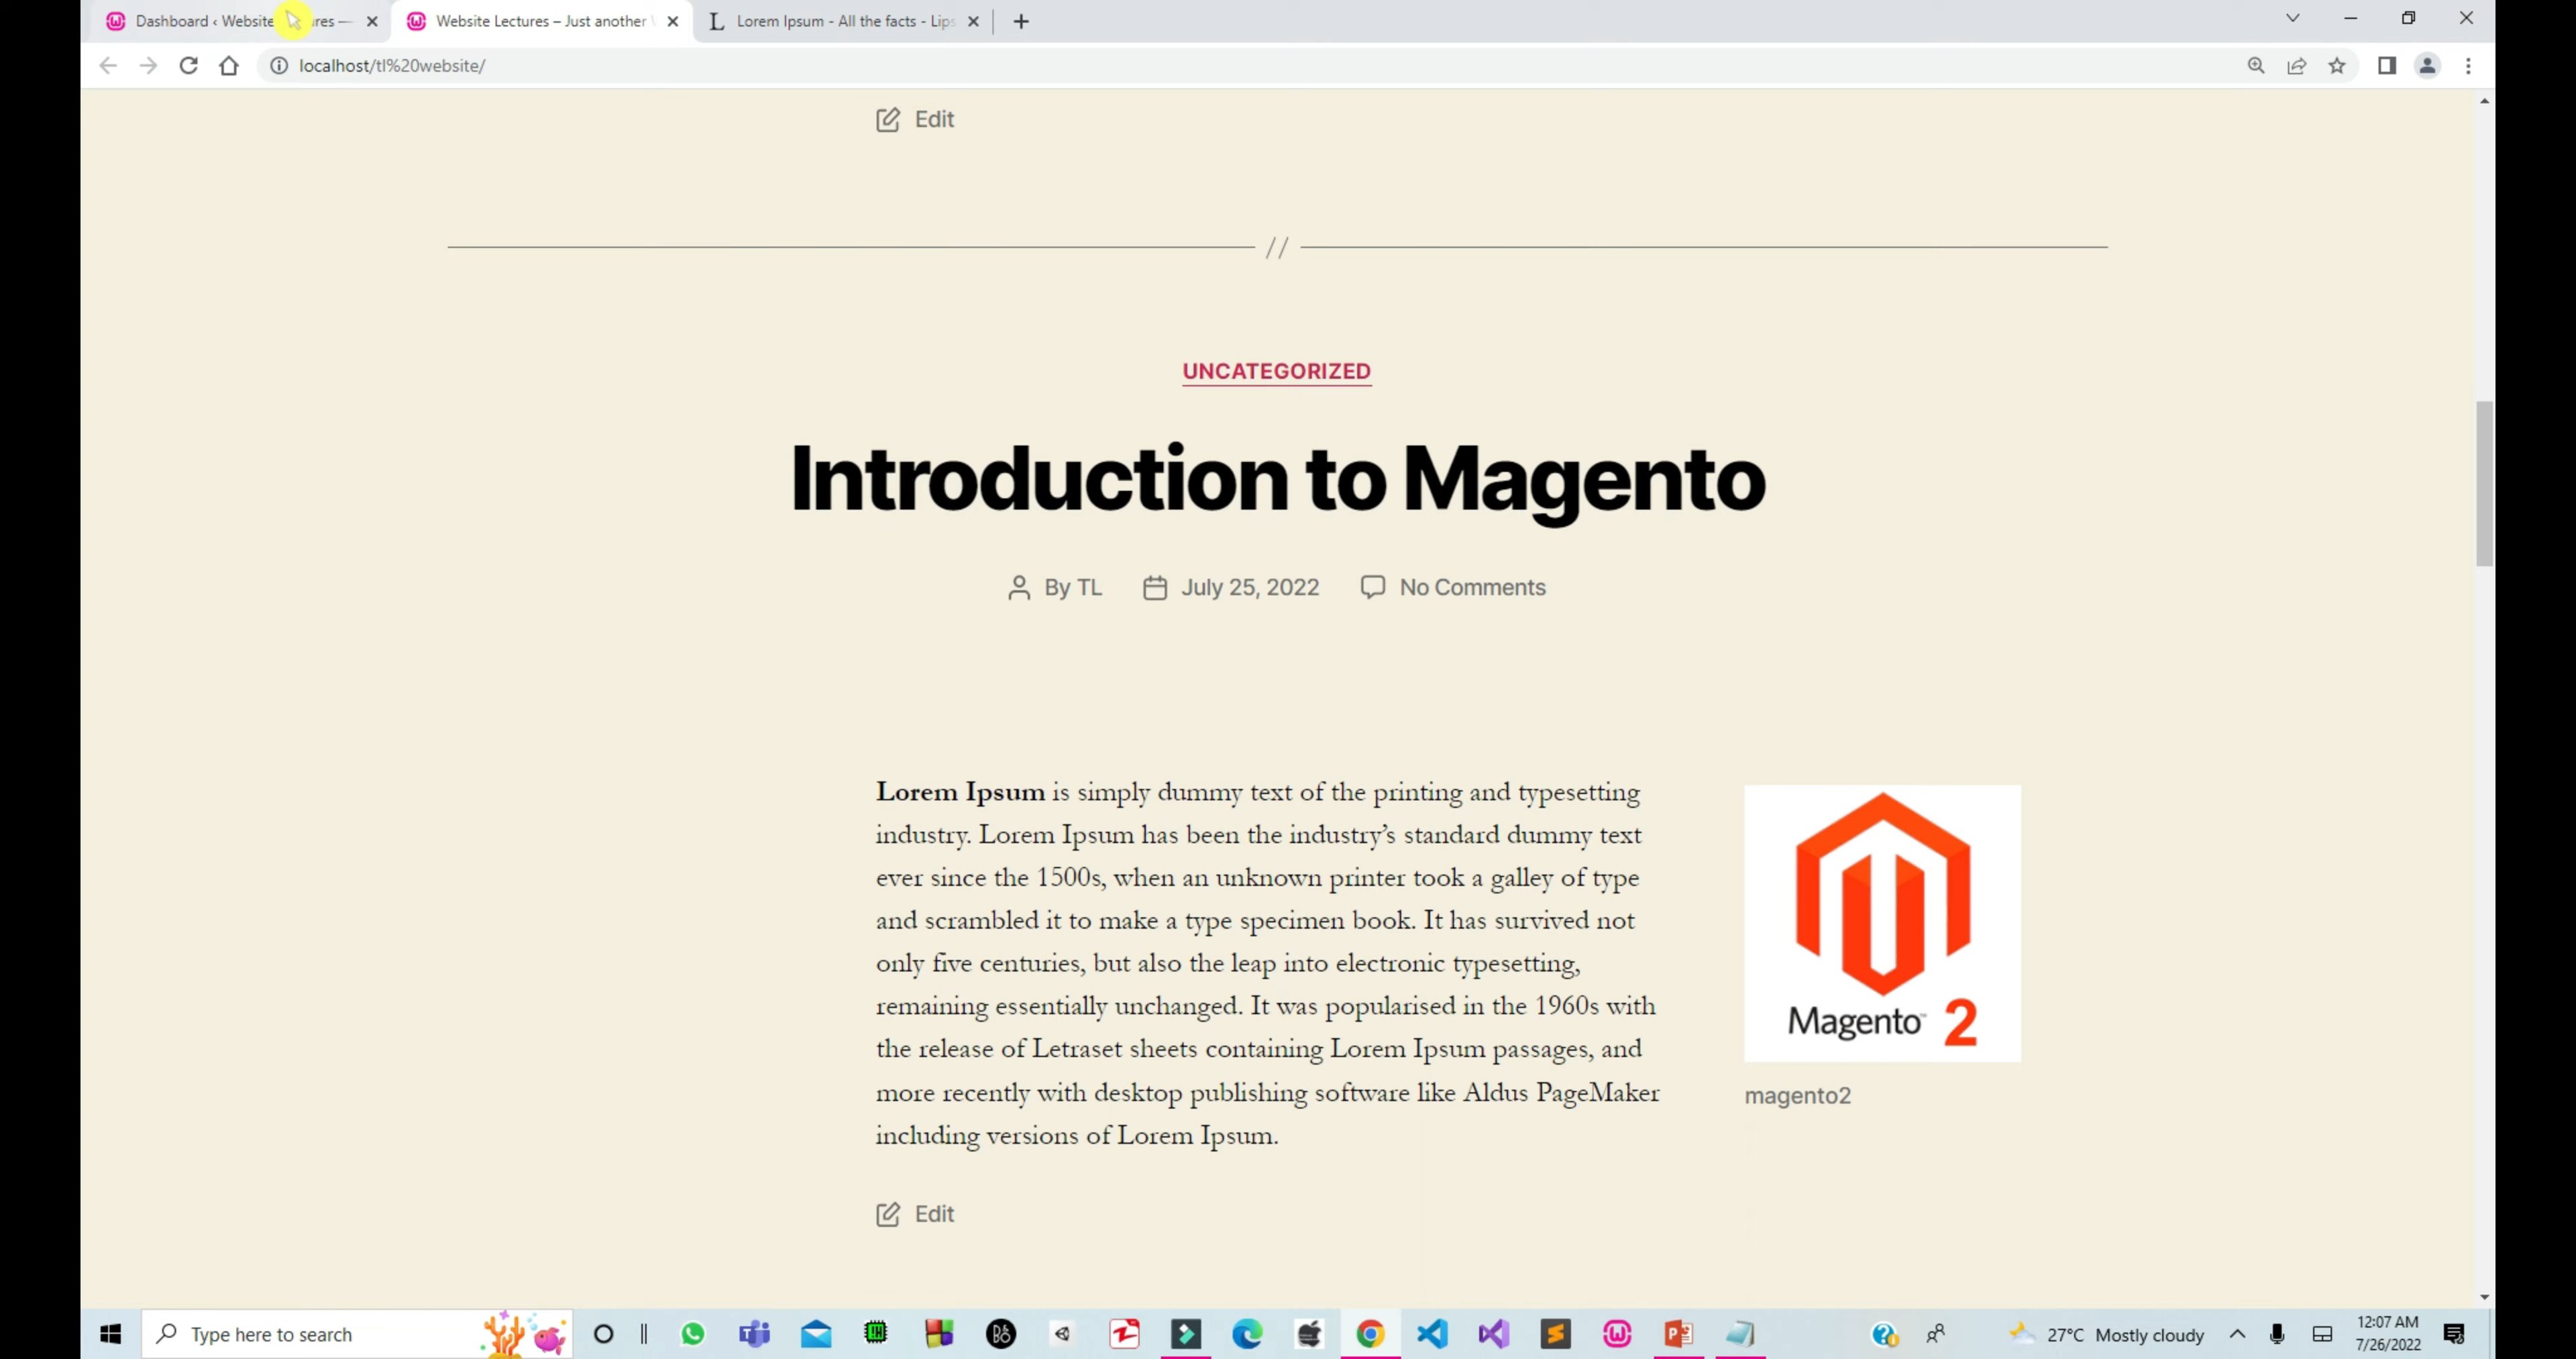 Dashboard ‹ Website ures —
Website Lectures – Just another
Lorem Ipsum - All the facts - Lips
localhost/tl%20website/
Edit
//
UNCATEGORIZED
Introduction to Magento
By TL July 25, 2022 No Comments
Lorem Ipsum is simply dummy text of the printing and typesetting
industry. Lorem Ipsum has been the industry’s standard dummy text
ever since the 1500s, when an unknown printer took a galley of type
and scrambled it to make a type specimen book. It has survived not
only five centuries, but also the leap into electronic typesetting,
remaining essentially unchanged. It was popularised in the 1960s with
the release of Letraset sheets containing Lorem Ipsum passages, and
more recently with desktop publishing software like Aldus PageMaker
including versions of Lorem Ipsum.
Magento™ 2
magento2
Edit
Type here to search
27°C Mostly cloudy
12:07 AM
7/26/2022